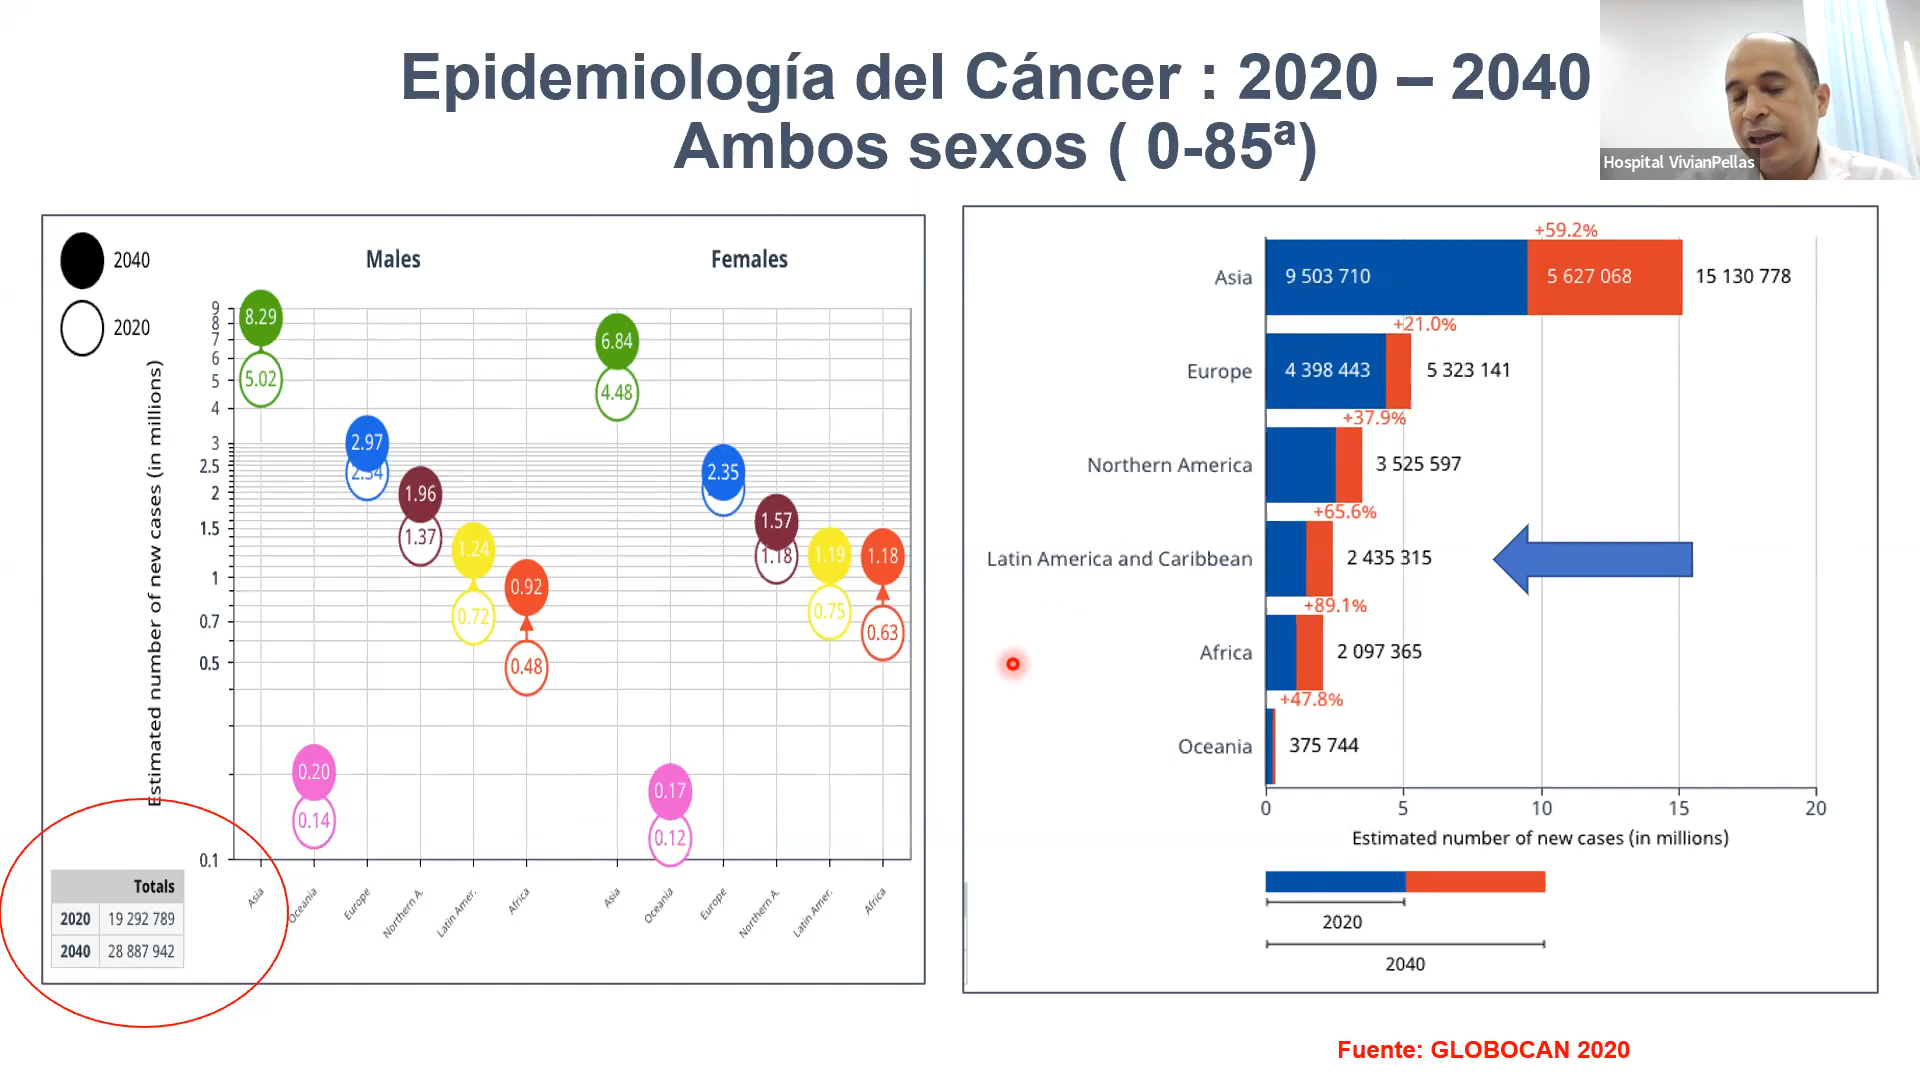 Epidemiología del Cáncer : 2020 – 2040
Ambos sexos ( 0-85ª)
Hospital VivianPellas
2040
2020
Males
Females
Estimated number of new cases (in millions)
9
8
7
6
5
4
3
2.5
2
1.5
1
0.7
0.5
0.1
8.29
5.02
0.20
0.14
2.97
2.34
1.96
1.37
1.24
0.72
0.92
0.48
6.84
4.48
0.17
0.12
2.35
1.57
1.18
1.19
0.75
1.18
0.63
Asia
Oceania
Europe
Northern A.
Latin Amer.
Africa
Asia
Oceania
Europe
Northern A.
Latin Amer.
Africa
Totals
2020 19 292 789
2040 28 887 942
+59.2%
Asia 9 503 710 5 627 068 15 130 778
+21.0%
Europe 4 398 443 5 323 141
+37.9%
Northern America 3 525 597
+65.6%
Latin America and Caribbean 2 435 315
+89.1%
Africa 2 097 365
+47.8%
Oceania 375 744
0 5 10 15 20
Estimated number of new cases (in millions)
2020
2040
Fuente: GLOBOCAN 2020